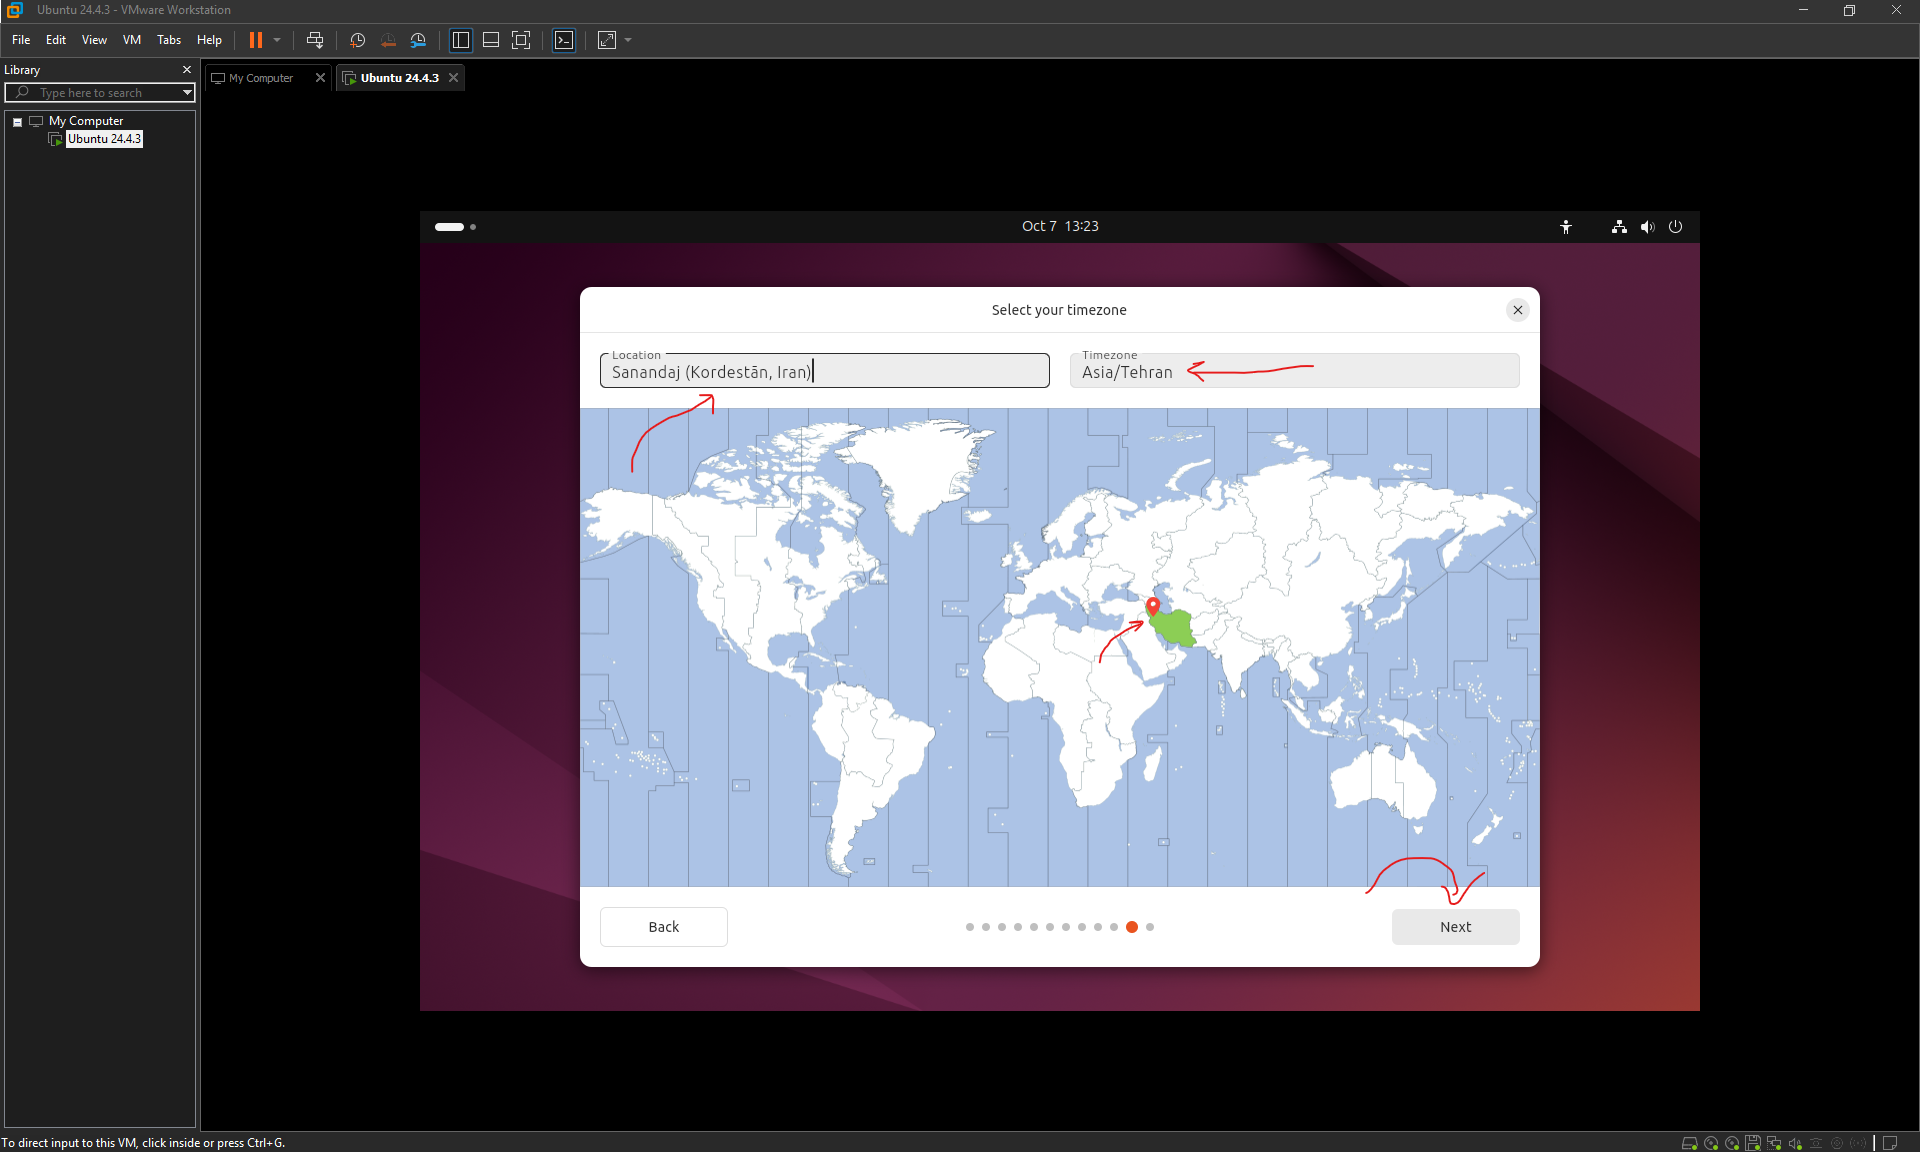 Ubuntu 24.4.3 - VMware Workstation
File Edit View VM Tabs Help
Library
Type here to search
My Computer
Ubuntu 24.4.3
My Computer
Ubuntu 24.4.3
Oct 7 13:23
Select your timezone
Location
Sanandaj (Kordestān, Iran)
Timezone
Asia/Tehran
Back
Next
To direct input to this VM, click inside or press Ctrl+G.